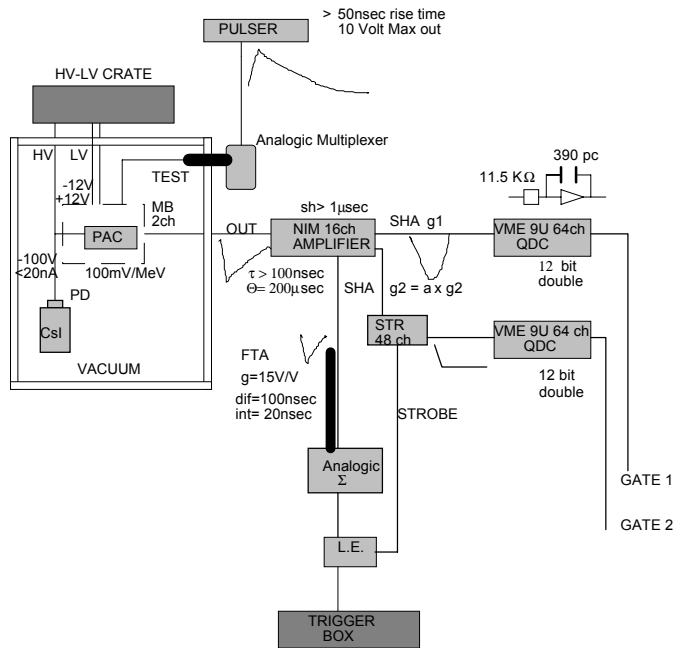 > 50nsec rise time
10 Volt Max out
PULSER
HV-LV CRATE
Analogic Multiplexer
HV
LV
TEST
-12V
+12V
MB
2ch
PAC
100mV/MeV
-100V
<20nA
PD
CsI
VACUUM
OUT
τ > 100nsec
Θ= 200μsec
sh> 1μsec
NIM 16ch
AMPLIFIER
SHA g1
SHA
g2 = a x g2
11.5 KΩ
390 pc
VME 9U 64ch
QDC
12 bit
double
STR
48 ch
VME 9U 64 ch
QDC
12 bit
double
FTA
g=15V/V
dif=100nsec
int= 20nsec
STROBE
Analogic
Σ
GATE 1
GATE 2
L.E.
TRIGGER
BOX